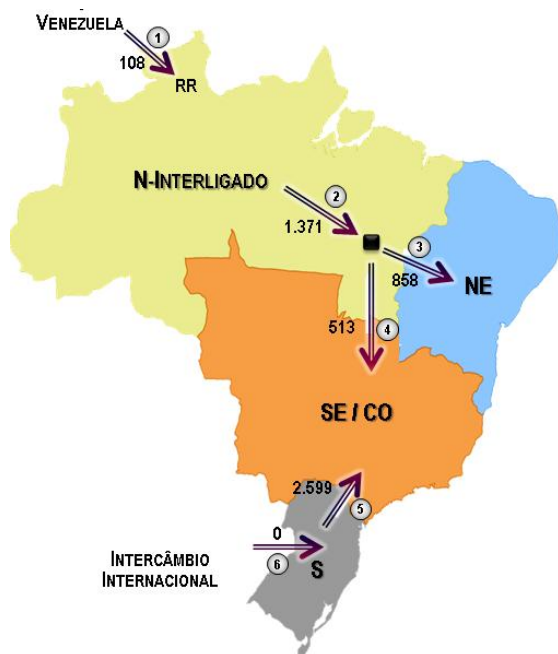 VENEZUELA
1
108
RR
N-INTERLIGADO
2
1.371
3
858
NE
513
4
SE / CO
2.599
5
0
INTERCÂMBIO
INTERNACIONAL
6
S